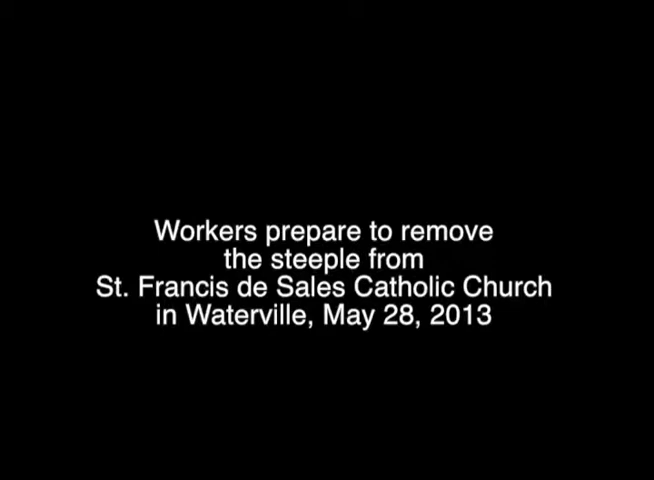 Workers prepare to remove
the steeple from
St. Francis de Sales Catholic Church
in Waterville, May 28, 2013